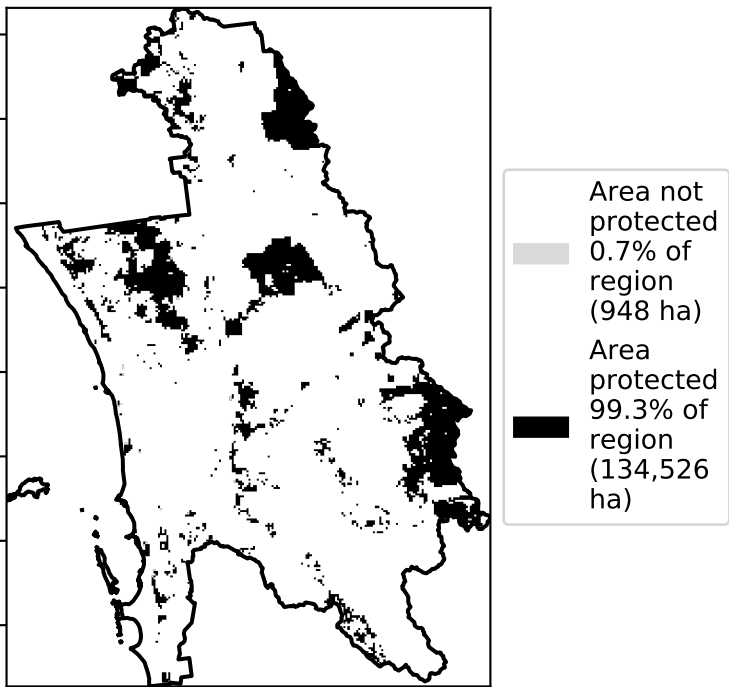 Area not
protected
0.7% of
region
(948 ha)
Area
protected
99.3% of
region
(134,526
ha)